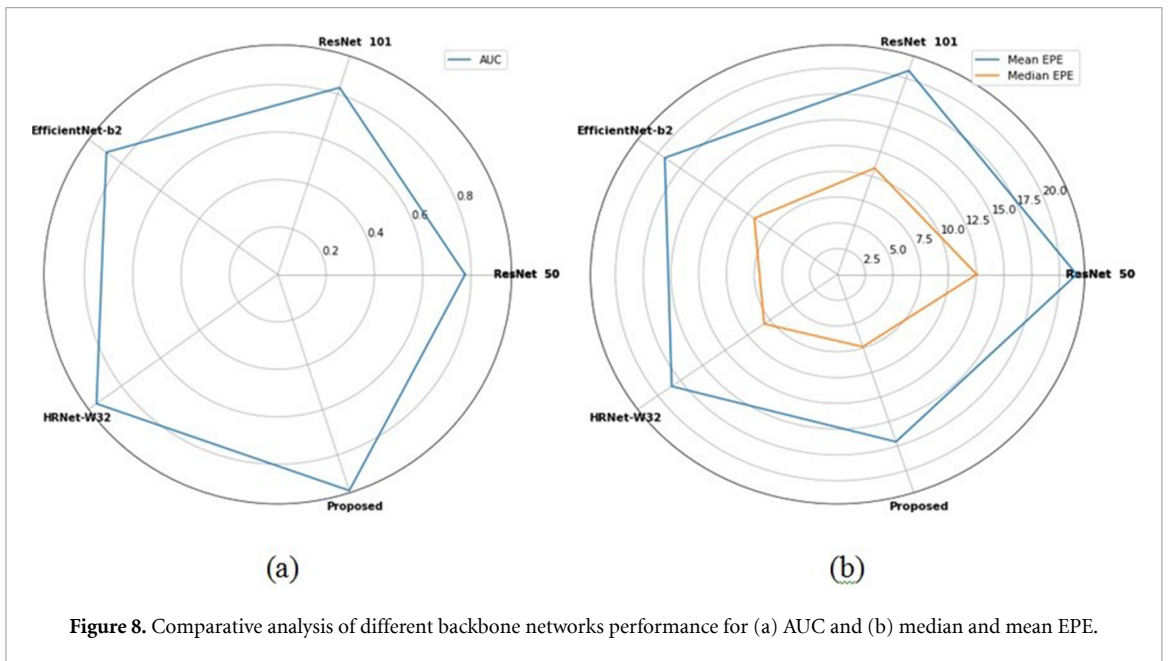 ResNet 101
AUC
EfficientNet-b2
0.8
0.6
0.4
0.2
ResNet 50
HRNet-W32
Proposed
(a)
ResNet 101
Mean EPE
Median EPE
EfficientNet-b2
20.0
17.5
15.0
12.5
10.0
7.5
5.0
2.5
ResNet 50
HRNet-W32
Proposed
(b)
Figure 8. Comparative analysis of different backbone networks performance for (a) AUC and (b) median and mean EPE.